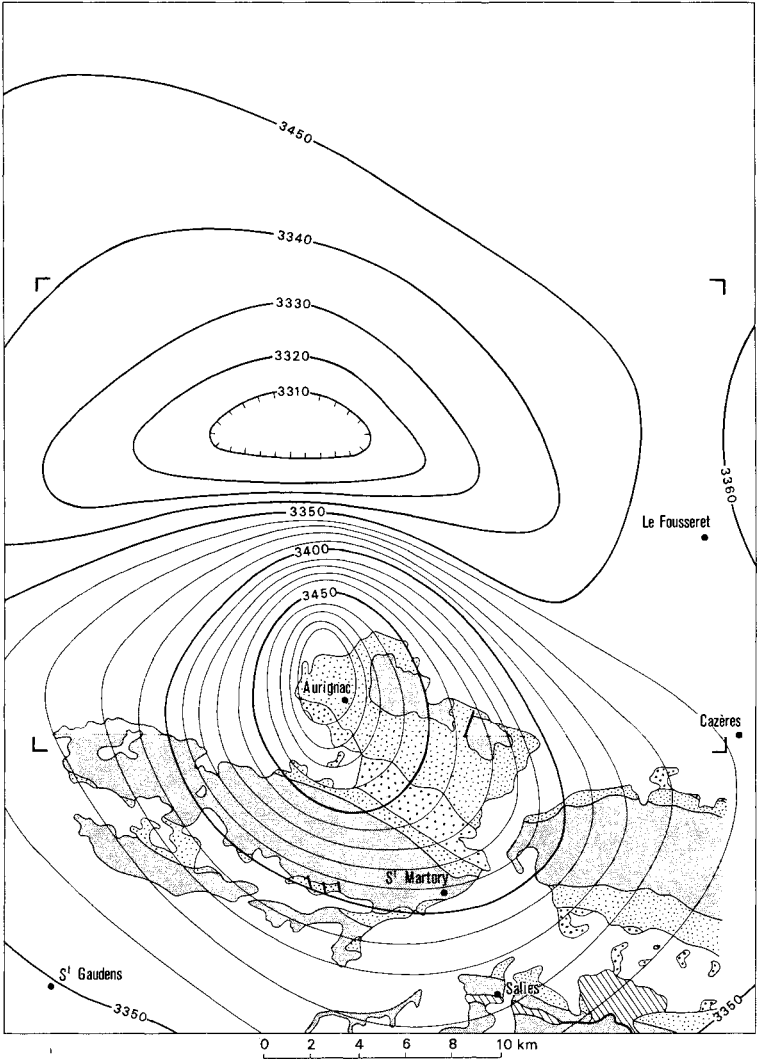 3450
3340
3330
3320
3310
3360
3350
Le Fousseret
3400
3450
Aurignac
Cazères
Sᵗ Martory
Sᵗ Gaudens
Salies
3350
3350
0 2 4 6 8 10 km